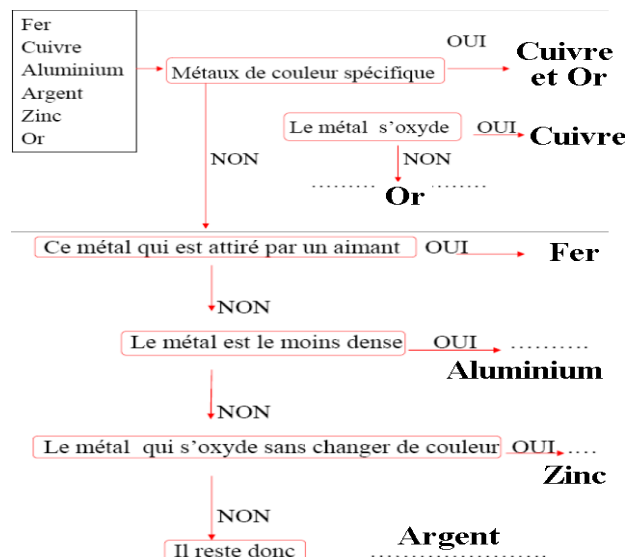 Fer
Cuivre
Aluminium
Argent
Zinc
Or
Métaux de couleur spécifique
OUI
Cuivre
et Or
Le métal s’oxyde
OUI
Cuivre
NON
NON
Or
Ce métal qui est attiré par un aimant
OUI
Fer
NON
Le métal est le moins dense
OUI
Aluminium
NON
Le métal qui s’oxyde sans changer de couleur
OUI
Zinc
NON
Il reste donc
Argent